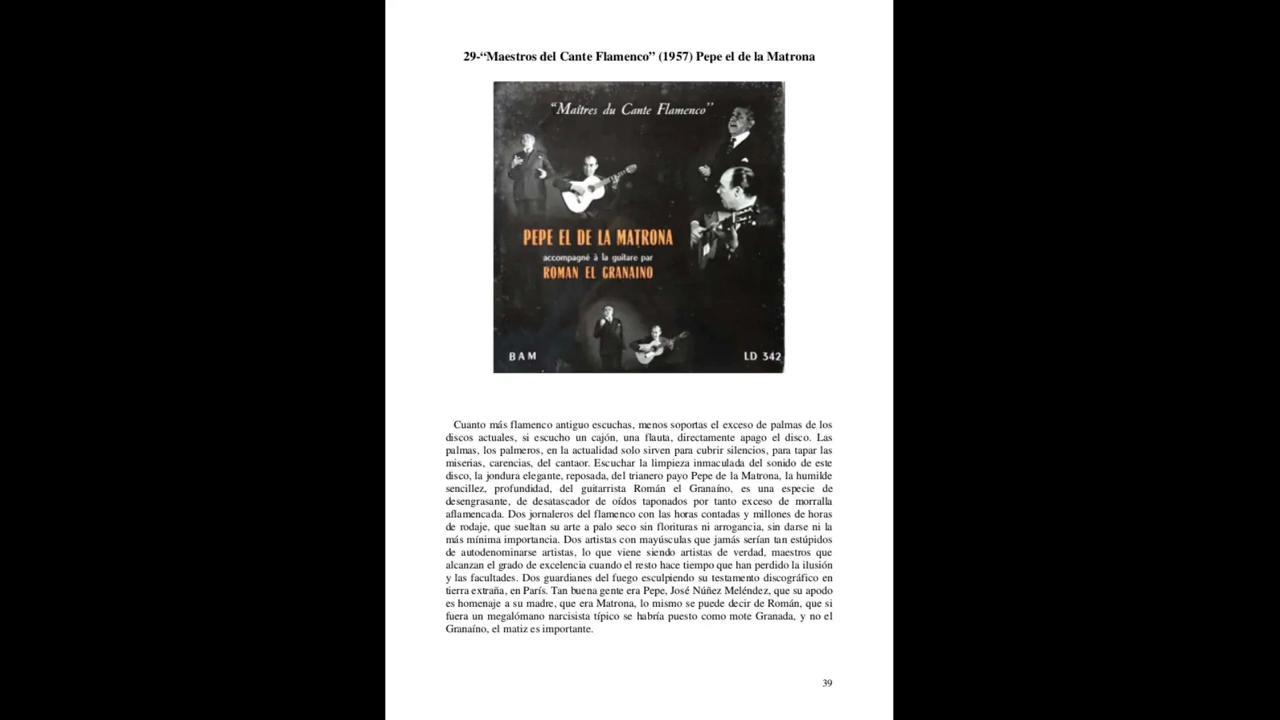 29-“Maestros del Cante Flamenco” (1957) Pepe el de la Matrona
“Maîtres du Cante Flamenco”
PEPE EL DE LA MATRONA
accompagné à la guitare par
ROMAN EL GRANAINO
BAM
LD 342
Cuanto más flamenco antiguo escuchas, menos soportas el exceso de palmas de los
discos actuales, si escucho un cajón, una flauta, directamente apago el disco. Las
palmas, los palmeros, en la actualidad solo sirven para cubrir silencios, para tapar las
miserias, carencias, del cantaor. Escuchar la limpieza inmaculada del sonido de este
disco, la jondura elegante, reposada, del trianero payo Pepe de la Matrona, la humilde
sencillez, profundidad, del guitarrista Román el Granaíno, es una especie de
desengrasante, de desatascador de oídos taponados por tanto exceso de morralla
aflamencada. Dos jornaleros del flamenco con las horas contadas y millones de horas
de rodaje, que sueltan su arte a palo seco sin florituras ni arrogancia, sin darse ni la
más mínima importancia. Dos artistas con mayúsculas que jamás serían tan estúpidos
de autodenominarse artistas, lo que viene siendo artistas de verdad, maestros que
alcanzan el grado de excelencia cuando el resto hace tiempo que han perdido la ilusión
y las facultades. Dos guardianes del fuego esculpiendo su testamento discográfico en
tierra extraña, en París. Tan buena gente era Pepe, José Núñez Meléndez, que su apodo
es homenaje a su madre, que era Matrona, lo mismo se puede decir de Román, que si
fuera un megalómano narcisista típico se habría puesto como mote Granada, y no el
Granaíno, el matiz es importante.
39